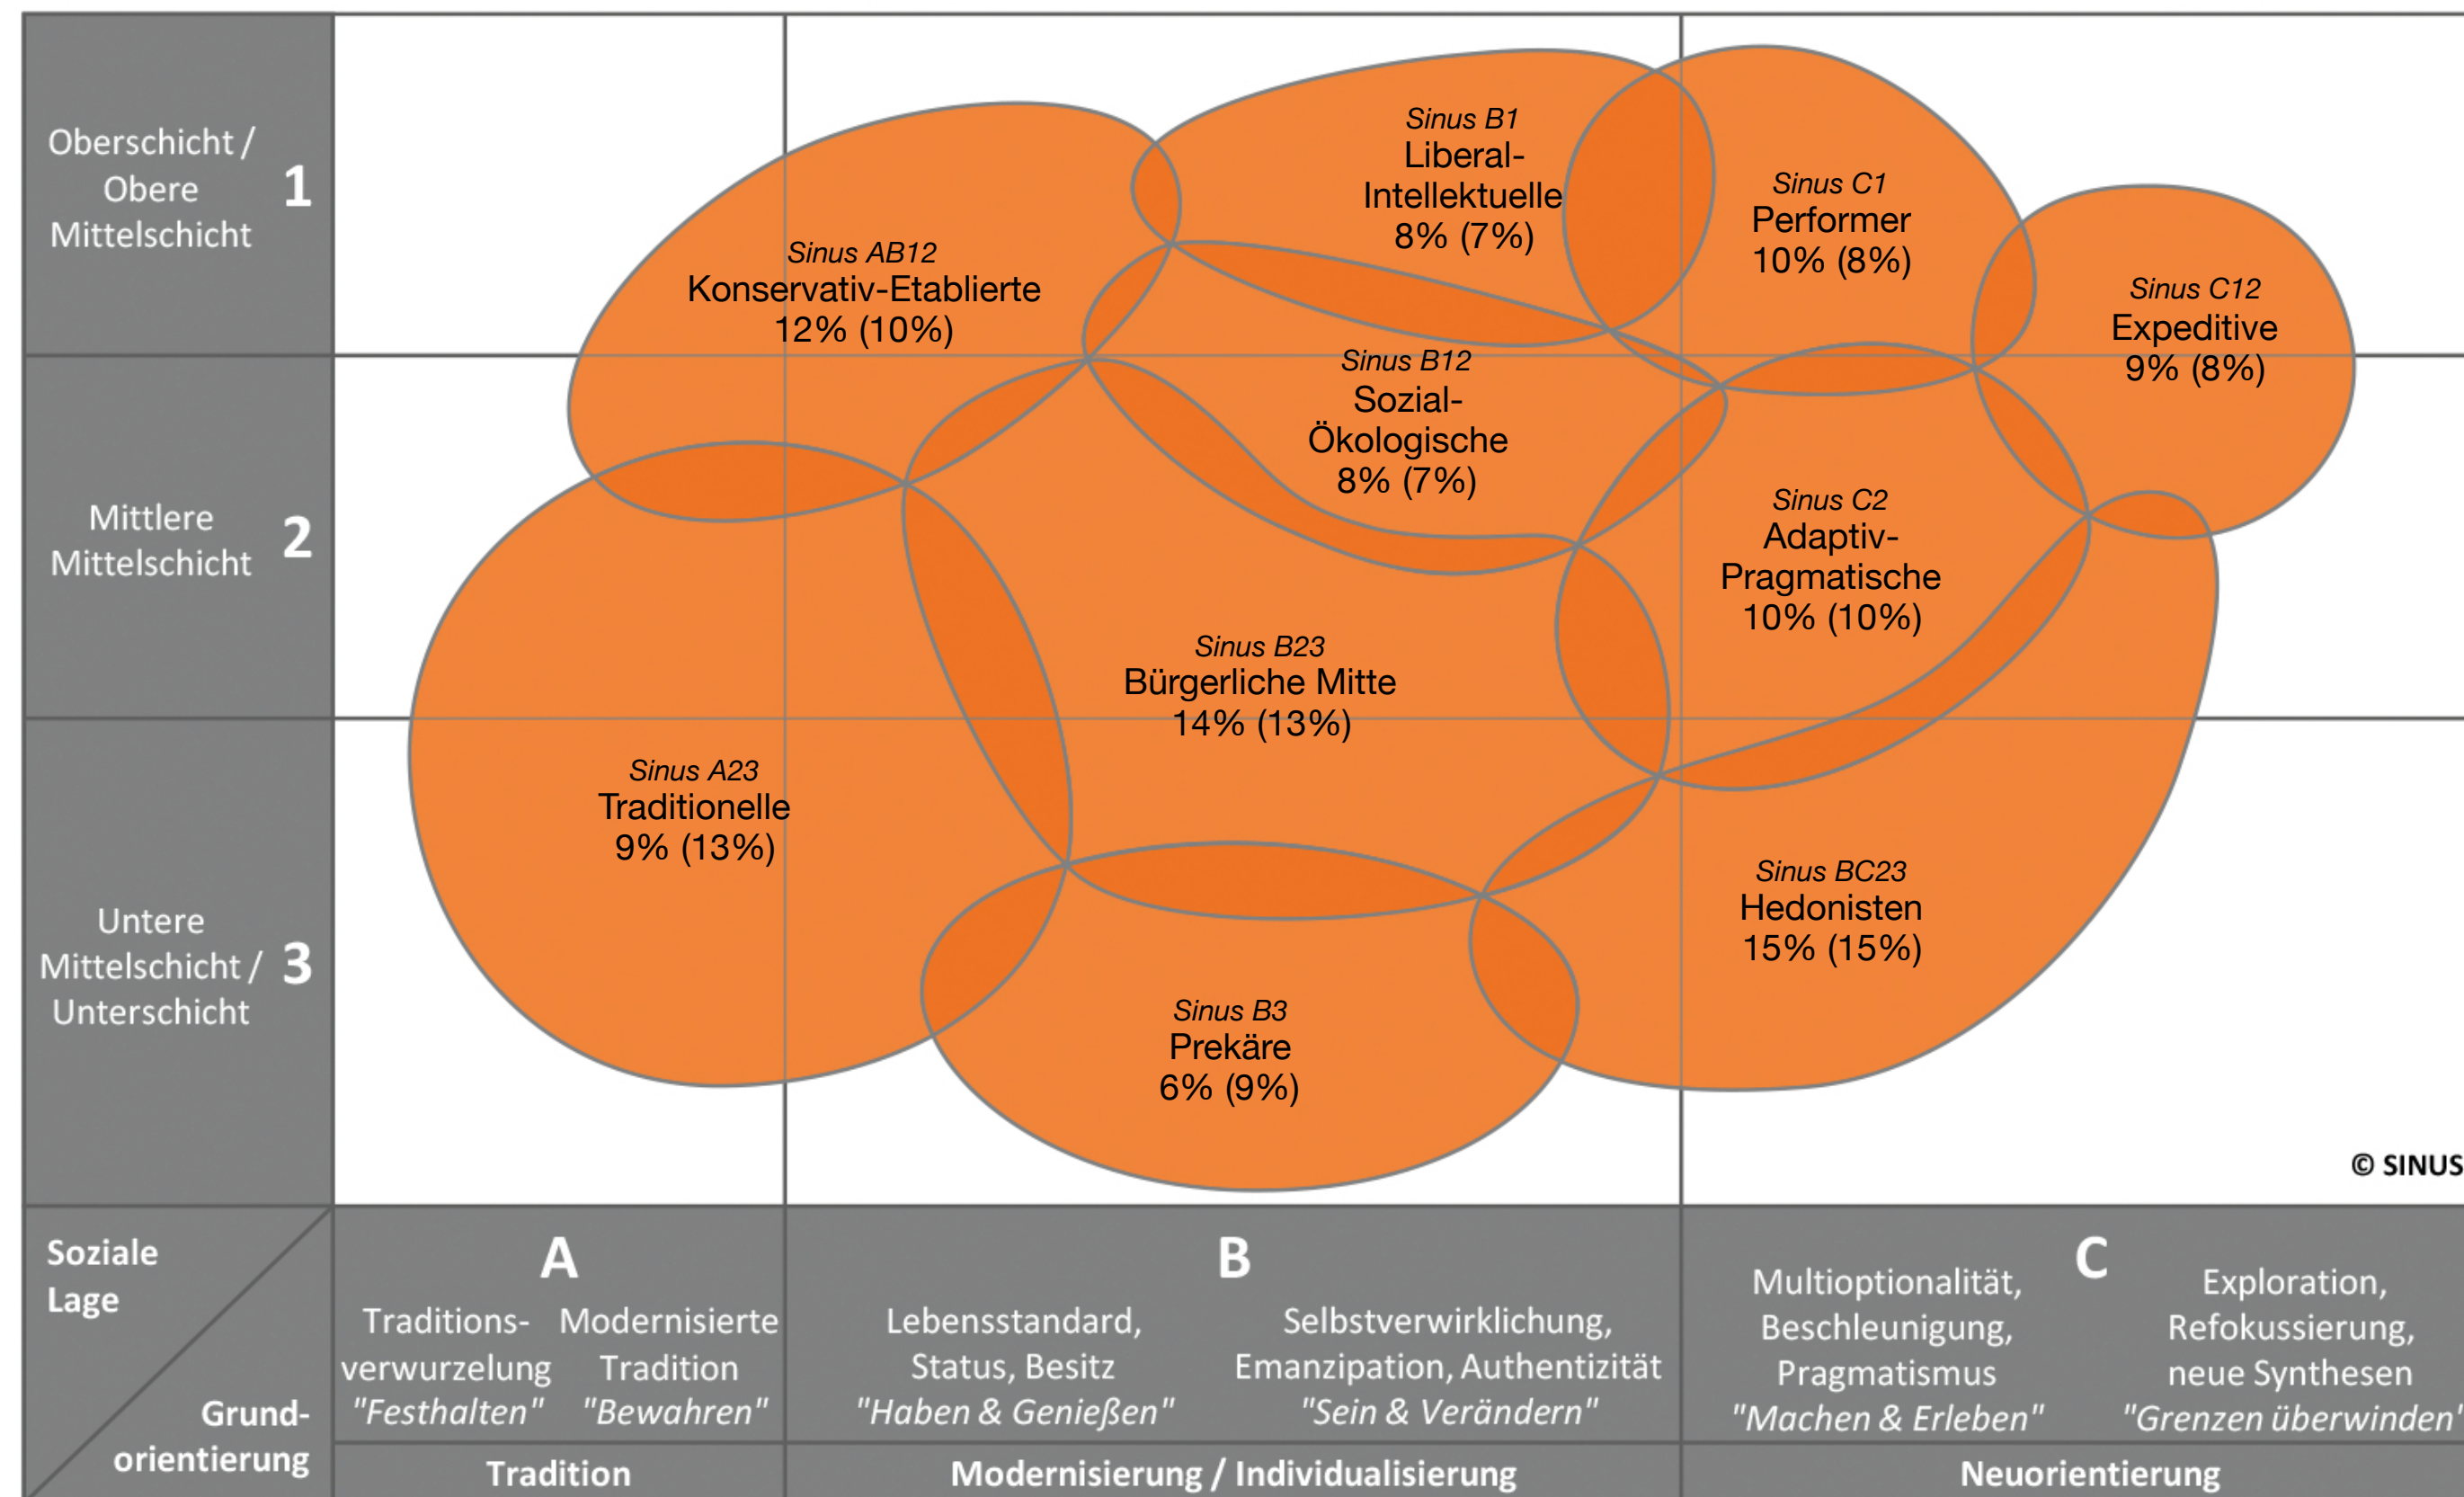 Oberschicht /
Obere
Mittelschicht
1
Mittlere
Mittelschicht
2
Untere
Mittelschicht /
Unterschicht
3
Sinus AB12
Konservativ-Etablierte
12% (10%)
Sinus B1
Liberal-
Intellektuelle
8% (7%)
Sinus C1
Performer
10% (8%)
Sinus C12
Expeditive
9% (8%)
Sinus B12
Sozial-
Ökologische
8% (7%)
Sinus C2
Adaptiv-
Pragmatische
10% (10%)
Sinus B23
Bürgerliche Mitte
14% (13%)
Sinus A23
Traditionelle
9% (13%)
Sinus BC23
Hedonisten
15% (15%)
Sinus B3
Prekäre
6% (9%)
© SINUS
Soziale
Lage
Grund-
orientierung
A
Traditions-
verwurzelung
"Festhalten"
Modernisierte
Tradition
"Bewahren"
Tradition
B
Lebensstandard,
Status, Besitz
"Haben & Genießen"
Selbstverwirklichung,
Emanzipation, Authentizität
"Sein & Verändern"
Modernisierung / Individualisierung
C
Multioptionalität,
Beschleunigung,
Pragmatismus
"Machen & Erleben"
Exploration,
Refokussierung,
neue Synthesen
"Grenzen überwinden"
Neuorientierung